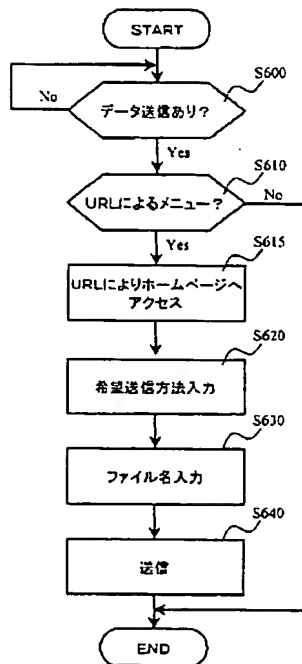 START
S600
No
データ送信あり？
Yes
S610
URLによるメニュー？
No
Yes
S615
URLによりホームページへ
アクセス
S620
希望送信方法入力
S630
ファイル名入力
S640
送信
END